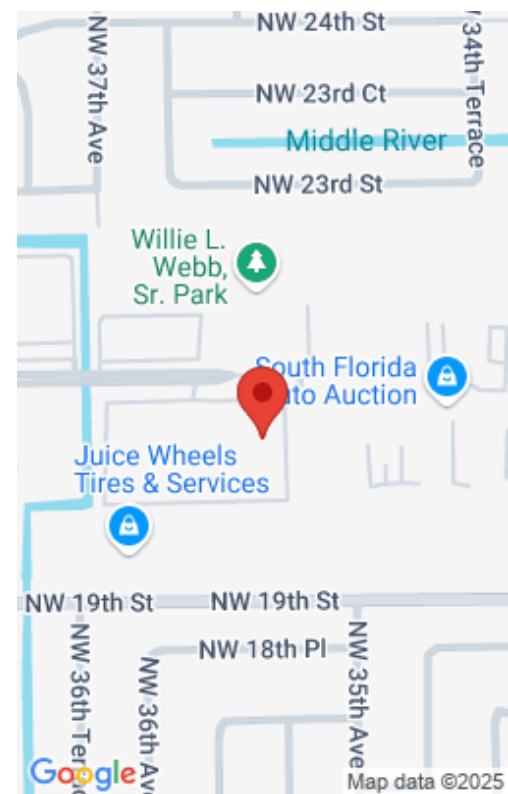 NW 24th St
NW 37th Ave
34th Terrace
NW 23rd Ct
Middle River
NW 23rd St
Willie L.
Webb,
Sr. Park
South Florida
Auto Auction
Juice Wheels
Tires & Services
NW 19th St
NW 19th St
NW 18th Pl
NW 36th Terrace
NW 36th Av
NW 35th Ave
Google
Map data ©2025